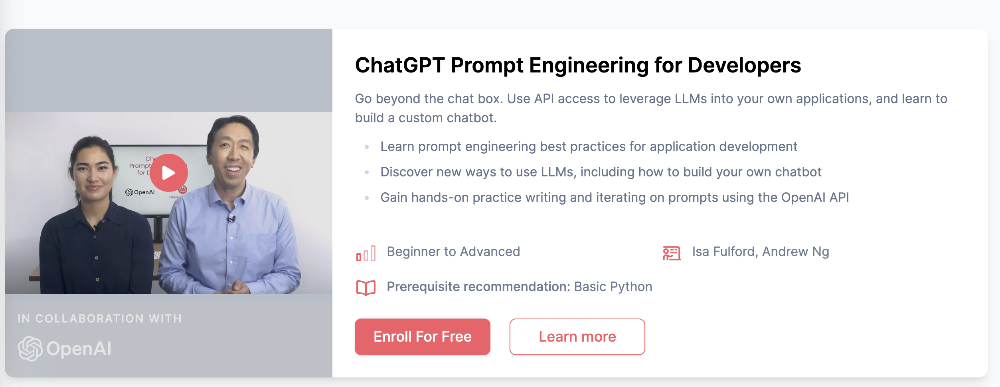 ChatGPT Prompt Engineering for Developers
Go beyond the chat box. Use API access to leverage LLMs into your own applications, and learn to
build a custom chatbot.
Learn prompt engineering best practices for application development
Discover new ways to use LLMs, including how to build your own chatbot
Gain hands-on practice writing and iterating on prompts using the OpenAI API
Beginner to Advanced
Isa Fulford, Andrew Ng
Prerequisite recommendation: Basic Python
Enroll For Free
Learn more
Prompt
for
OpenAI
IN COLLABORATION WITH
OpenAI